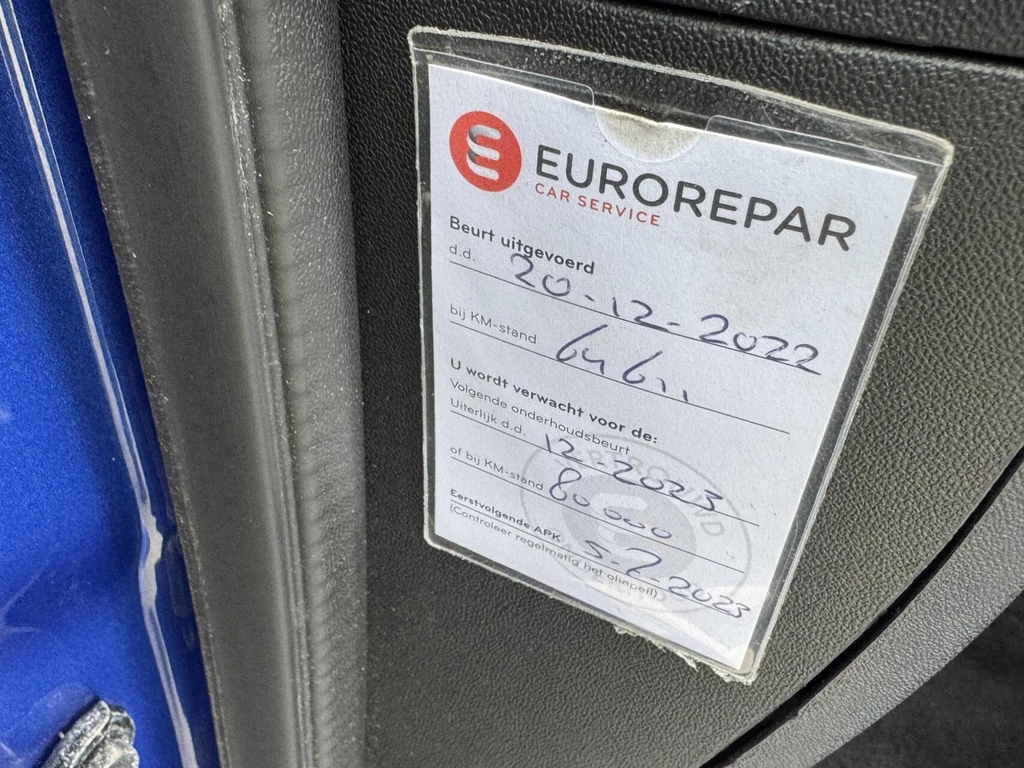 EUROREPAR
CAR SERVICE
Beurt uitgevoerd
d.d. 20-12-2022
bij KM-stand
U wordt verwacht voor de:
Volgende onderhoudsbeurt
Uiterlijk d.d. 12-2023
of bij KM-stand 80 000
Eerstvolgende APK 5-7-2023
(Controleer regelmatig het oliepeil)